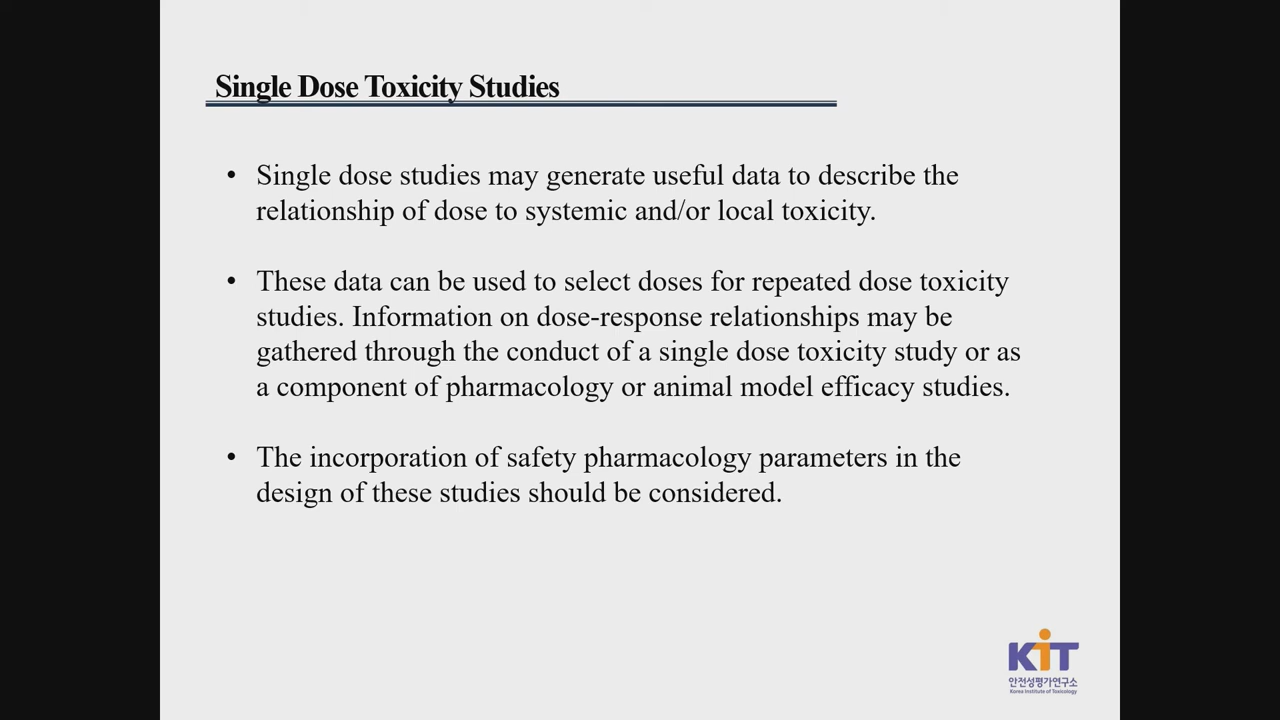 Single Dose Toxicity Studies
• Single dose studies may generate useful data to describe the
relationship of dose to systemic and/or local toxicity.
• These data can be used to select doses for repeated dose toxicity
studies. Information on dose-response relationships may be
gathered through the conduct of a single dose toxicity study or as
a component of pharmacology or animal model efficacy studies.
• The incorporation of safety pharmacology parameters in the
design of these studies should be considered.
KiT
안전성평가연구소
Korea Institute of Toxicology